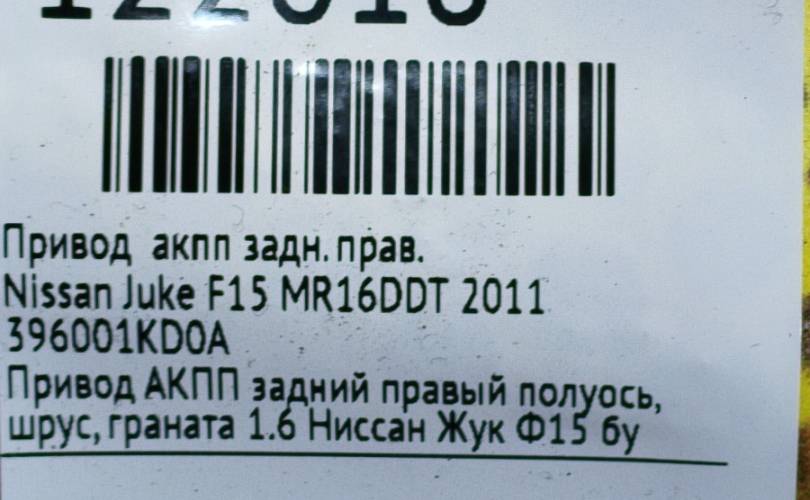 122018
Привод акпп задн.прав.
Nissan Juke F15 MR16DDT 2011
396001KD0A
Привод АКПП задний правый полуось,
шрус, граната 1.6 Ниссан Жук Ф15 бу